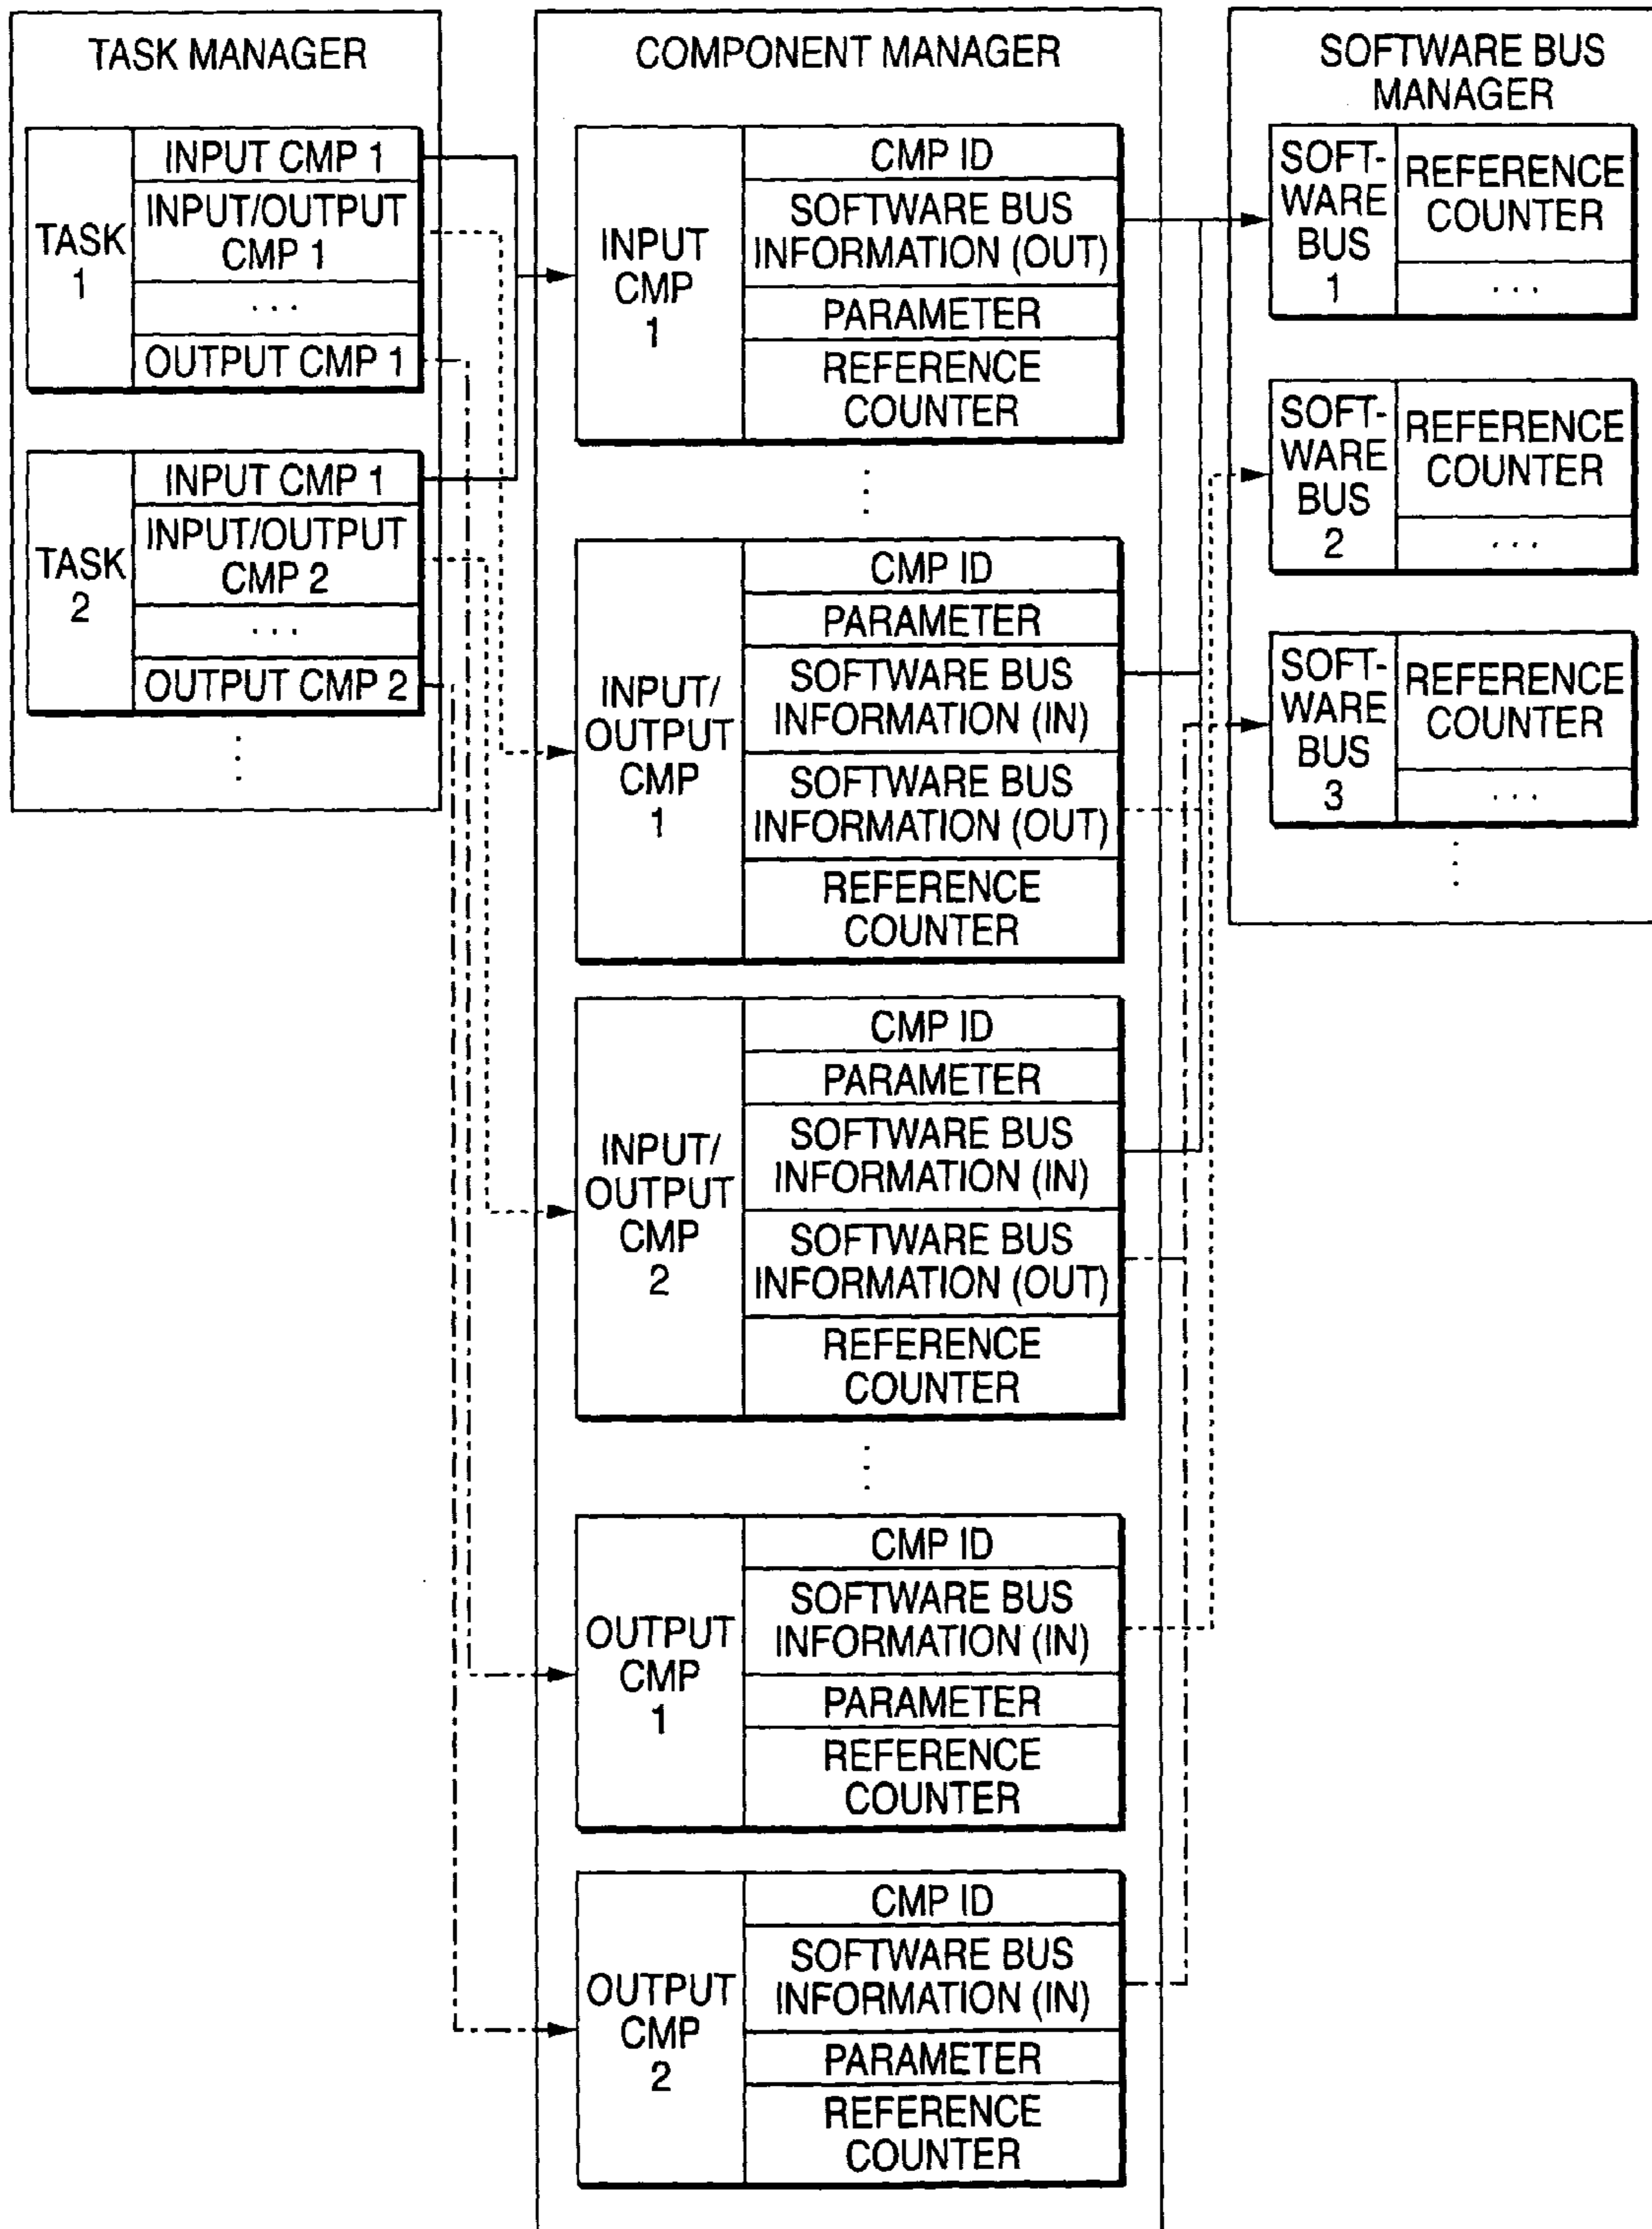 TASK MANAGER
TASK
1
INPUT CMP 1
INPUT/OUTPUT
CMP 1
...
OUTPUT CMP 1
TASK
2
INPUT CMP 1
INPUT/OUTPUT
CMP 2
...
OUTPUT CMP 2
COMPONENT MANAGER
INPUT
CMP
1
CMP ID
SOFTWARE BUS
INFORMATION (OUT)
PARAMETER
REFERENCE
COUNTER
INPUT/
OUTPUT
CMP
1
CMP ID
PARAMETER
SOFTWARE BUS
INFORMATION (IN)
SOFTWARE BUS
INFORMATION (OUT)
REFERENCE
COUNTER
INPUT/
OUTPUT
CMP
2
CMP ID
PARAMETER
SOFTWARE BUS
INFORMATION (IN)
SOFTWARE BUS
INFORMATION (OUT)
REFERENCE
COUNTER
OUTPUT
CMP
1
CMP ID
SOFTWARE BUS
INFORMATION (IN)
PARAMETER
REFERENCE
COUNTER
OUTPUT
CMP
2
CMP ID
SOFTWARE BUS
INFORMATION (IN)
PARAMETER
REFERENCE
COUNTER
SOFTWARE BUS
MANAGER
SOFT-
WARE
BUS
1
REFERENCE
COUNTER
...
SOFT-
WARE
BUS
2
REFERENCE
COUNTER
...
SOFT-
WARE
BUS
3
REFERENCE
COUNTER
...